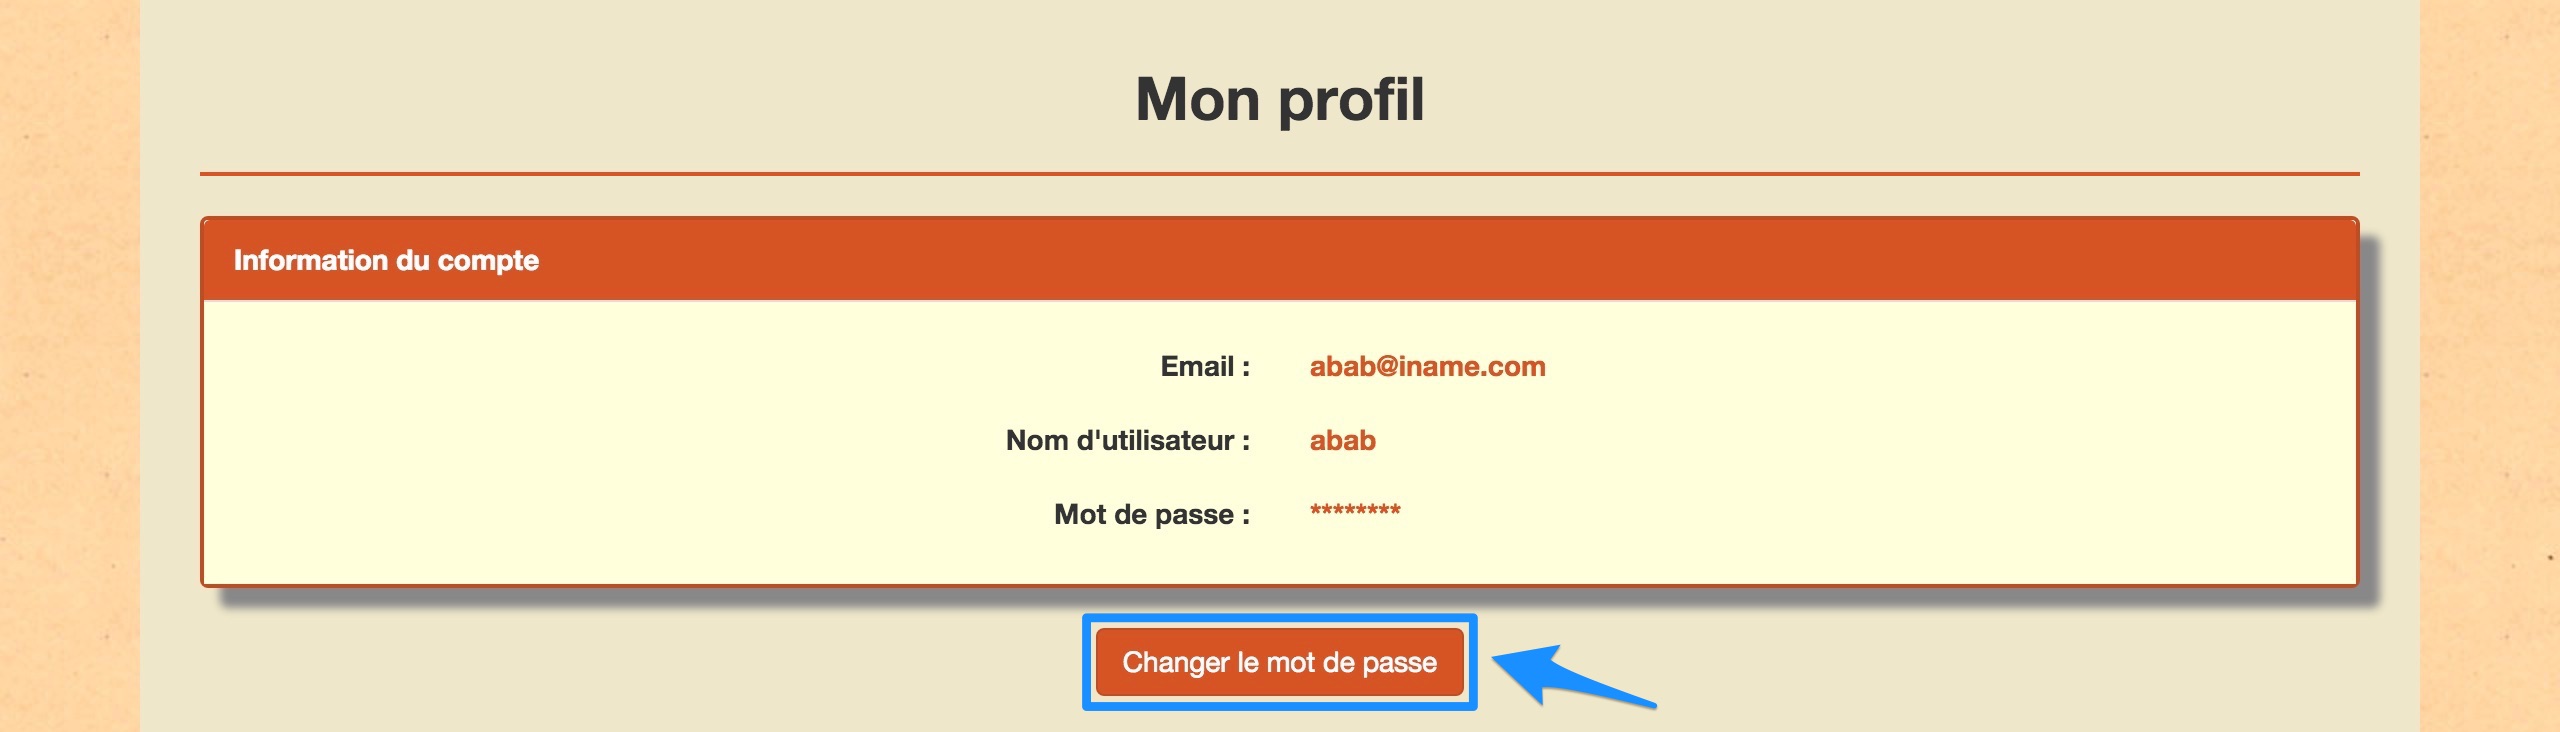 Mon profil
Information du compte
Email : abab@iname.com
Nom d'utilisateur : abab
Mot de passe : ********
Changer le mot de passe